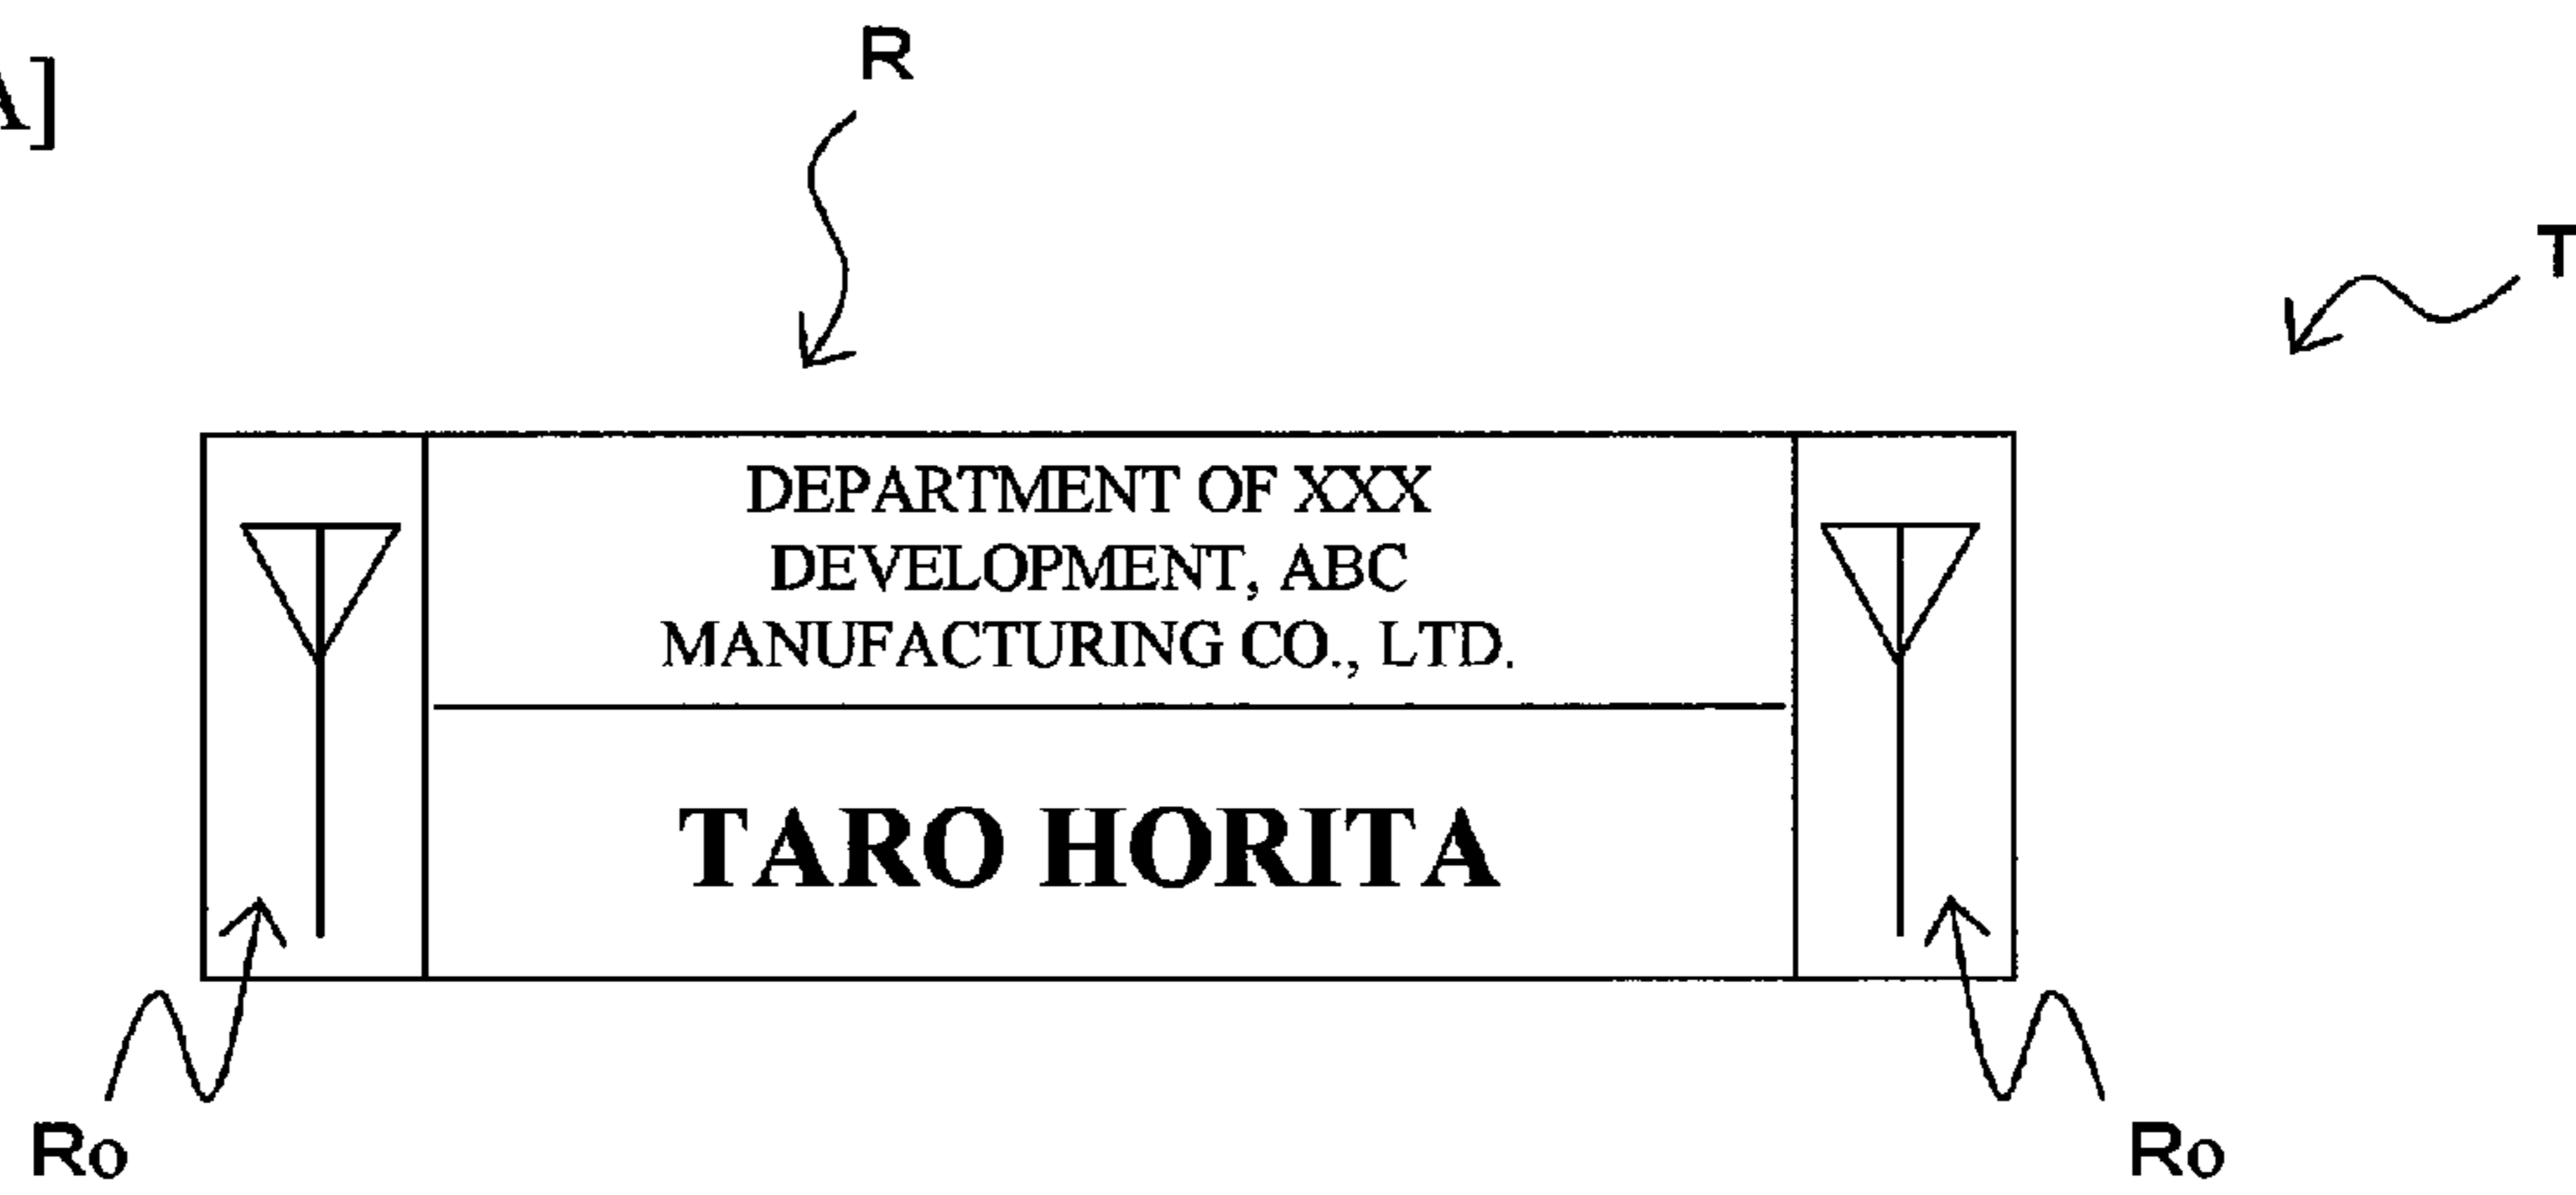 A]
R
T
DEPARTMENT OF XXX
DEVELOPMENT, ABC
MANUFACTURING CO., LTD.
TARO HORITA
Ro
Ro